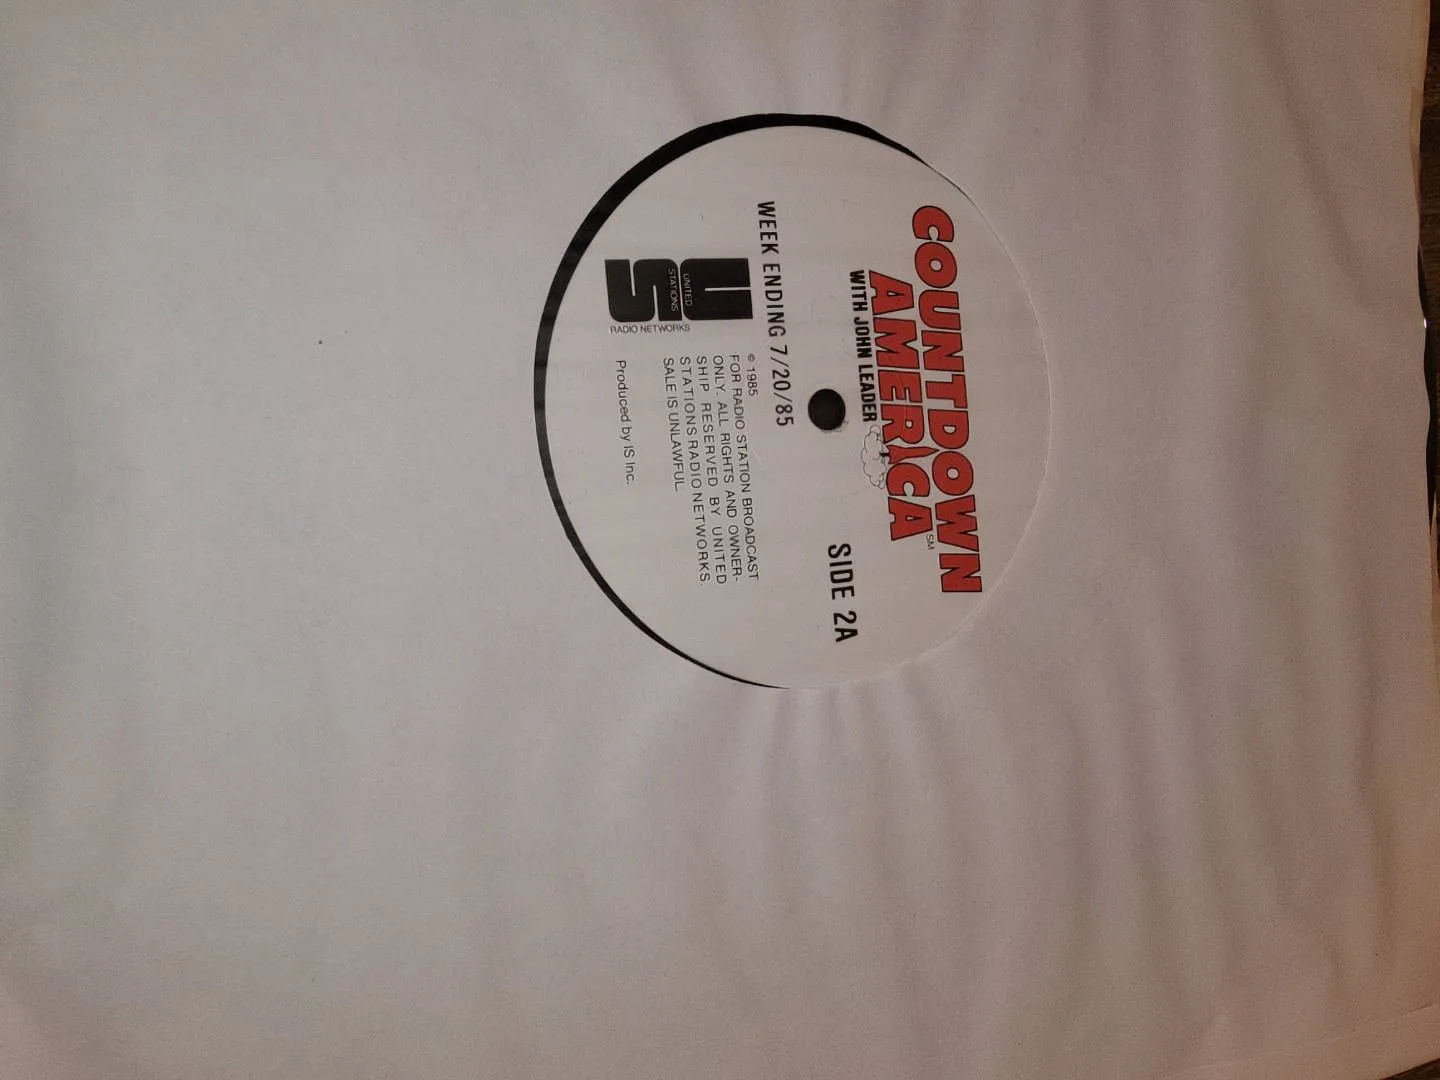 COUNTDOWN
AMERICA SM
WITH JOHN LEADER
SIDE 2A
WEEK ENDING 7/20/85
UNITED
STATIONS
RADIO NETWORKS
© 1985
FOR RADIO STATION BROADCAST
ONLY. ALL RIGHTS AND OWNER-
SHIP RESERVED BY UNITED
STATIONS RADIO NETWORKS.
SALE IS UNLAWFUL.
Produced by IS Inc.